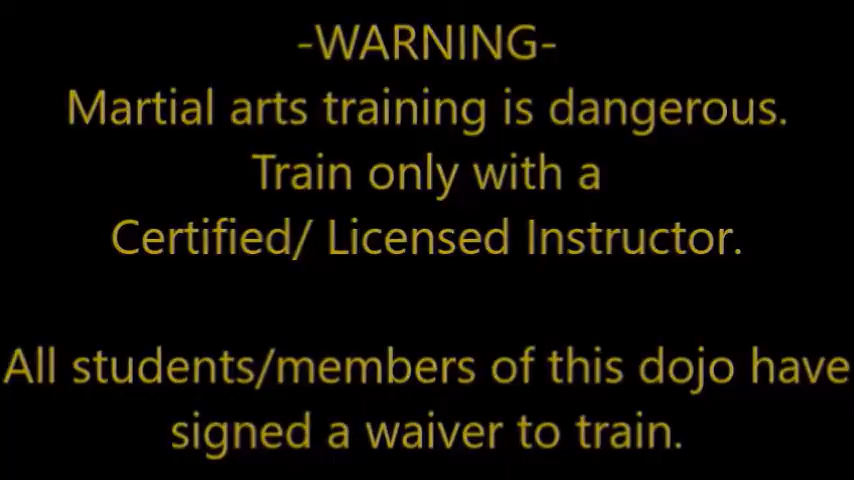 -WARNING-
Martial arts training is dangerous.
Train only with a
Certified/ Licensed Instructor.
All students/members of this dojo have
signed a waiver to train.